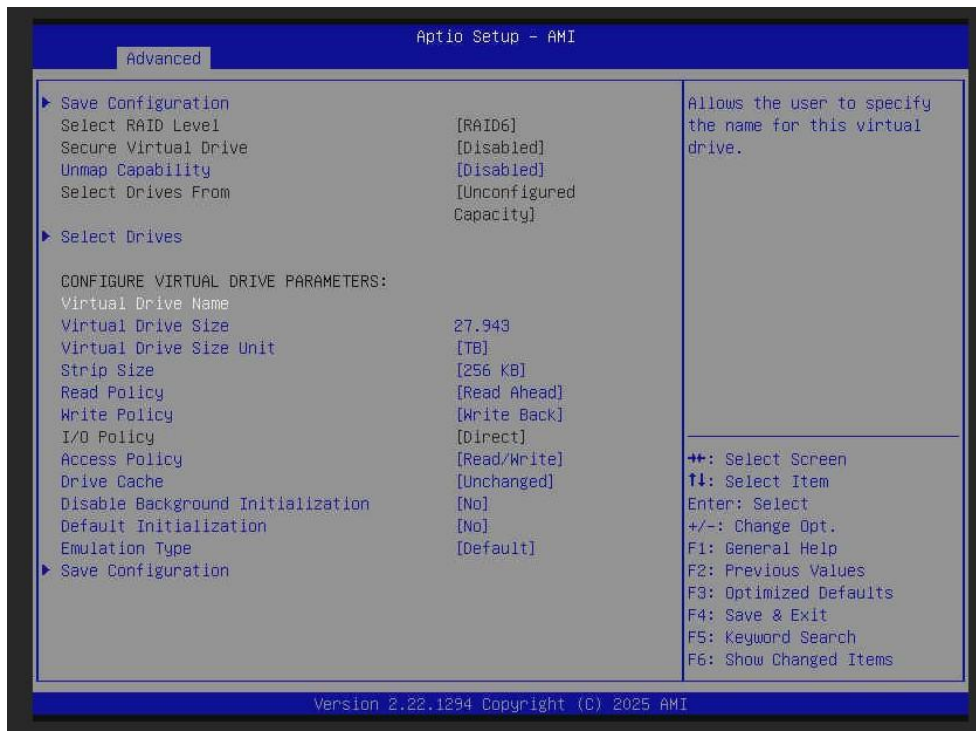 Aptio Setup - AMI
Advanced
Save Configuration
Select RAID Level [RAID6]
Secure Virtual Drive [Disabled]
Unmap Capability [Disabled]
Select Drives From [Unconfigured
Capacity]
Select Drives
CONFIGURE VIRTUAL DRIVE PARAMETERS:
Virtual Drive Name
Virtual Drive Size 27.943
Virtual Drive Size Unit [TB]
Strip Size [256 KB]
Read Policy [Read Ahead]
Write Policy [Write Back]
I/O Policy [Direct]
Access Policy [Read/Write]
Drive Cache [Unchanged]
Disable Background Initialization [No]
Default Initialization [No]
Emulation Type [Default]
Save Configuration
Allows the user to specify
the name for this virtual
drive.
→←: Select Screen
↑↓: Select Item
Enter: Select
+/-: Change Opt.
F1: General Help
F2: Previous Values
F3: Optimized Defaults
F4: Save & Exit
F5: Keyword Search
F6: Show Changed Items
Version 2.22.1294 Copyright (C) 2025 AMI